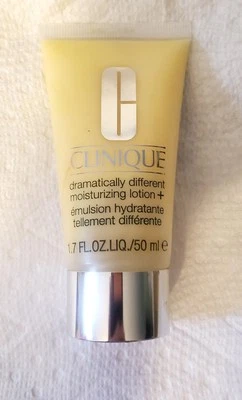 C
CLINIQUE
dramatically different
moisturizing lotion+
émulsion hydratante
tellement différente
1.7 FL.OZ.LIQ./50 ml e